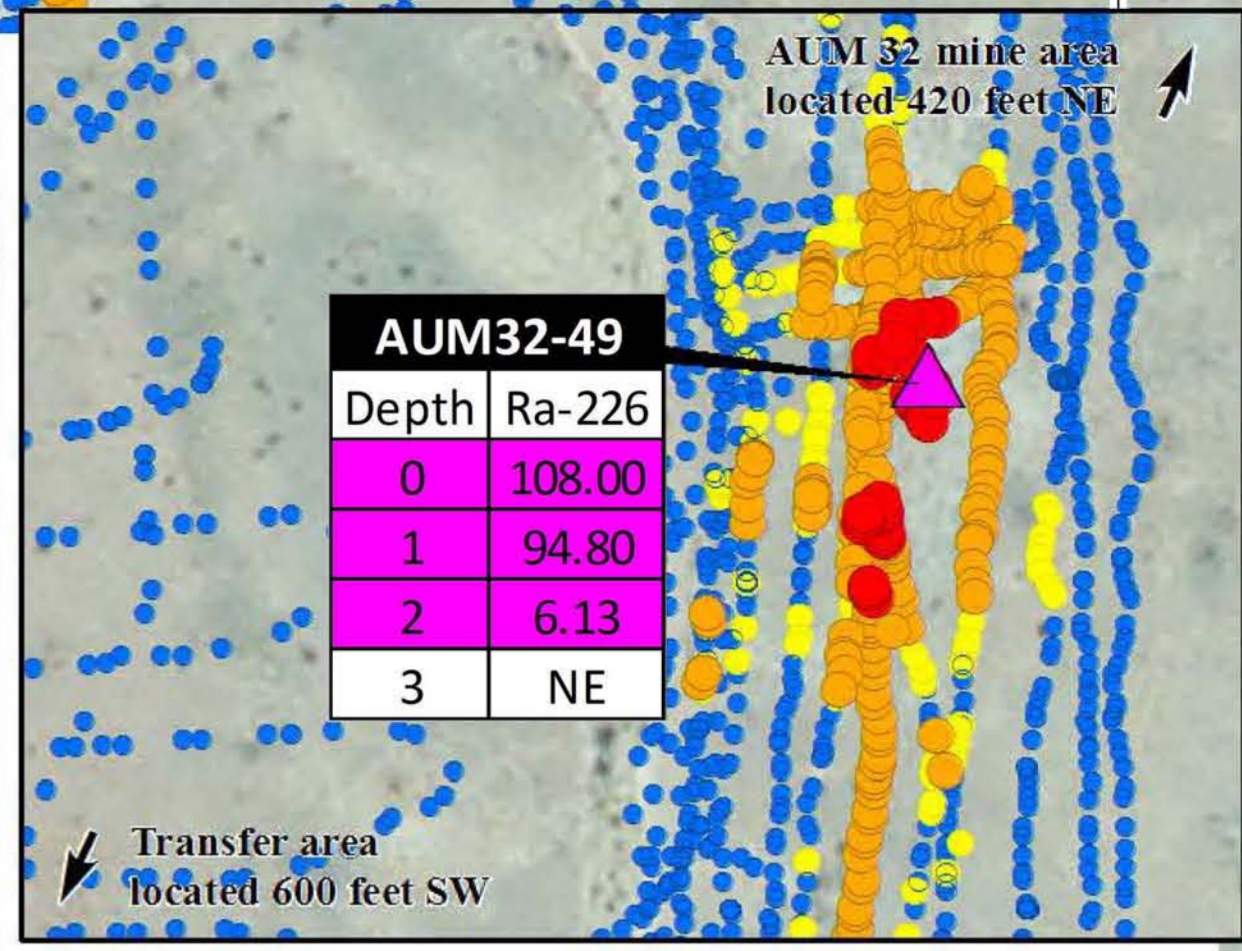 AUM 32 mine area
located 420 feet NE
AUM32-49
Depth Ra-226
0 108.00
1 94.80
2 6.13
3 NE
Transfer area
located 600 feet SW